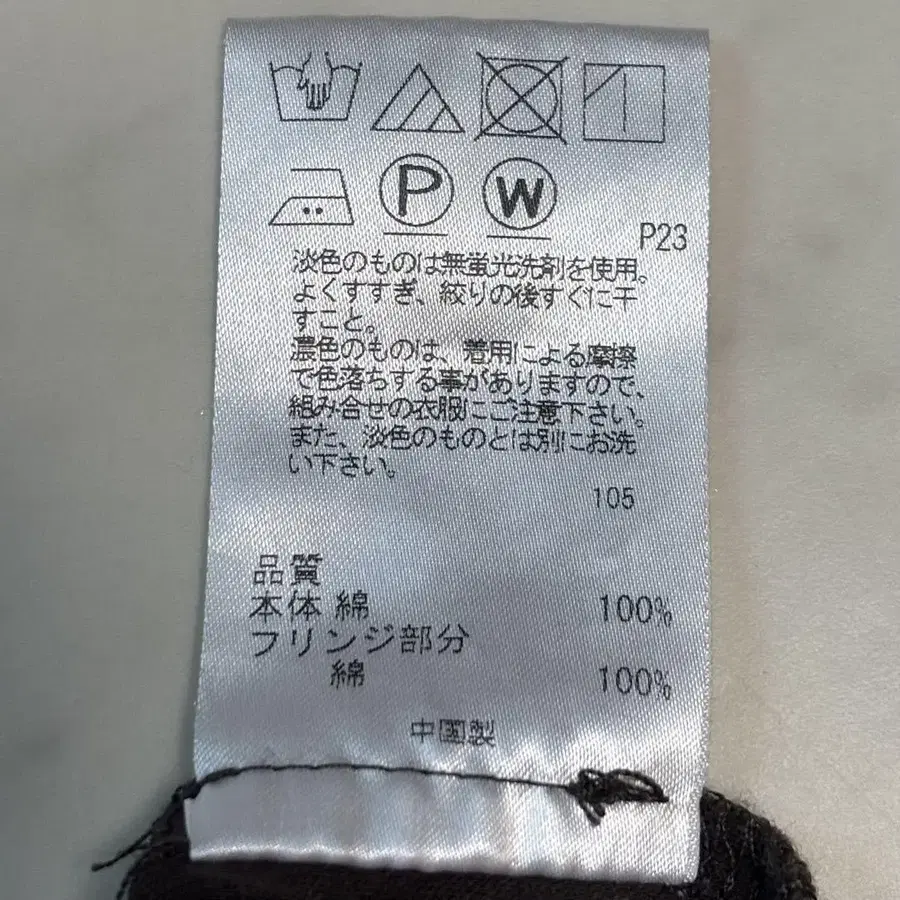 P W
P23
淡色のものは無蛍光洗剤を使用。
よくすすぎ、絞りの後すぐに干
すこと。
濃色のものは、着用による摩擦
で色落ちする事がありますので、
組み合せの衣服にご注意下さい。
また、淡色のものとは別にお洗
い下さい。
105
品質
本体 綿 100%
フリンジ部分
綿 100%
中国製